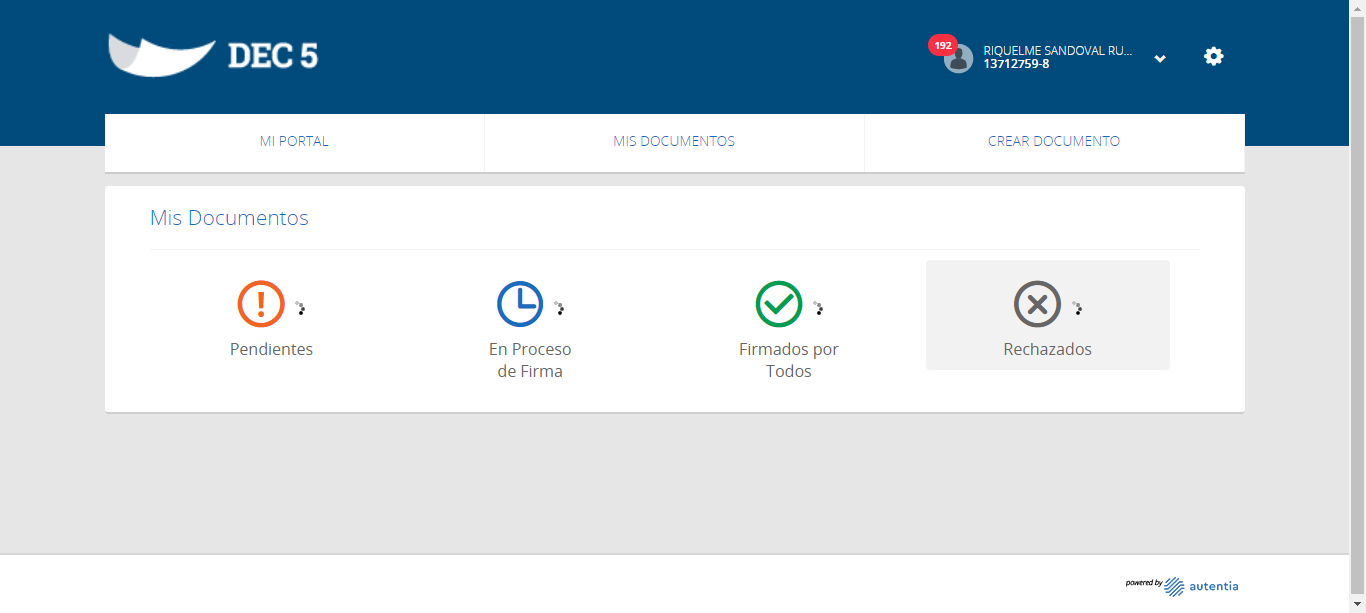 DEC 5
192
RIQUELME SANDOVAL RU...
13712759-8
MI PORTAL
MIS DOCUMENTOS
CREAR DOCUMENTO
Mis Documentos
Pendientes
En Proceso
de Firma
Firmados por
Todos
Rechazados
powered by
autentia